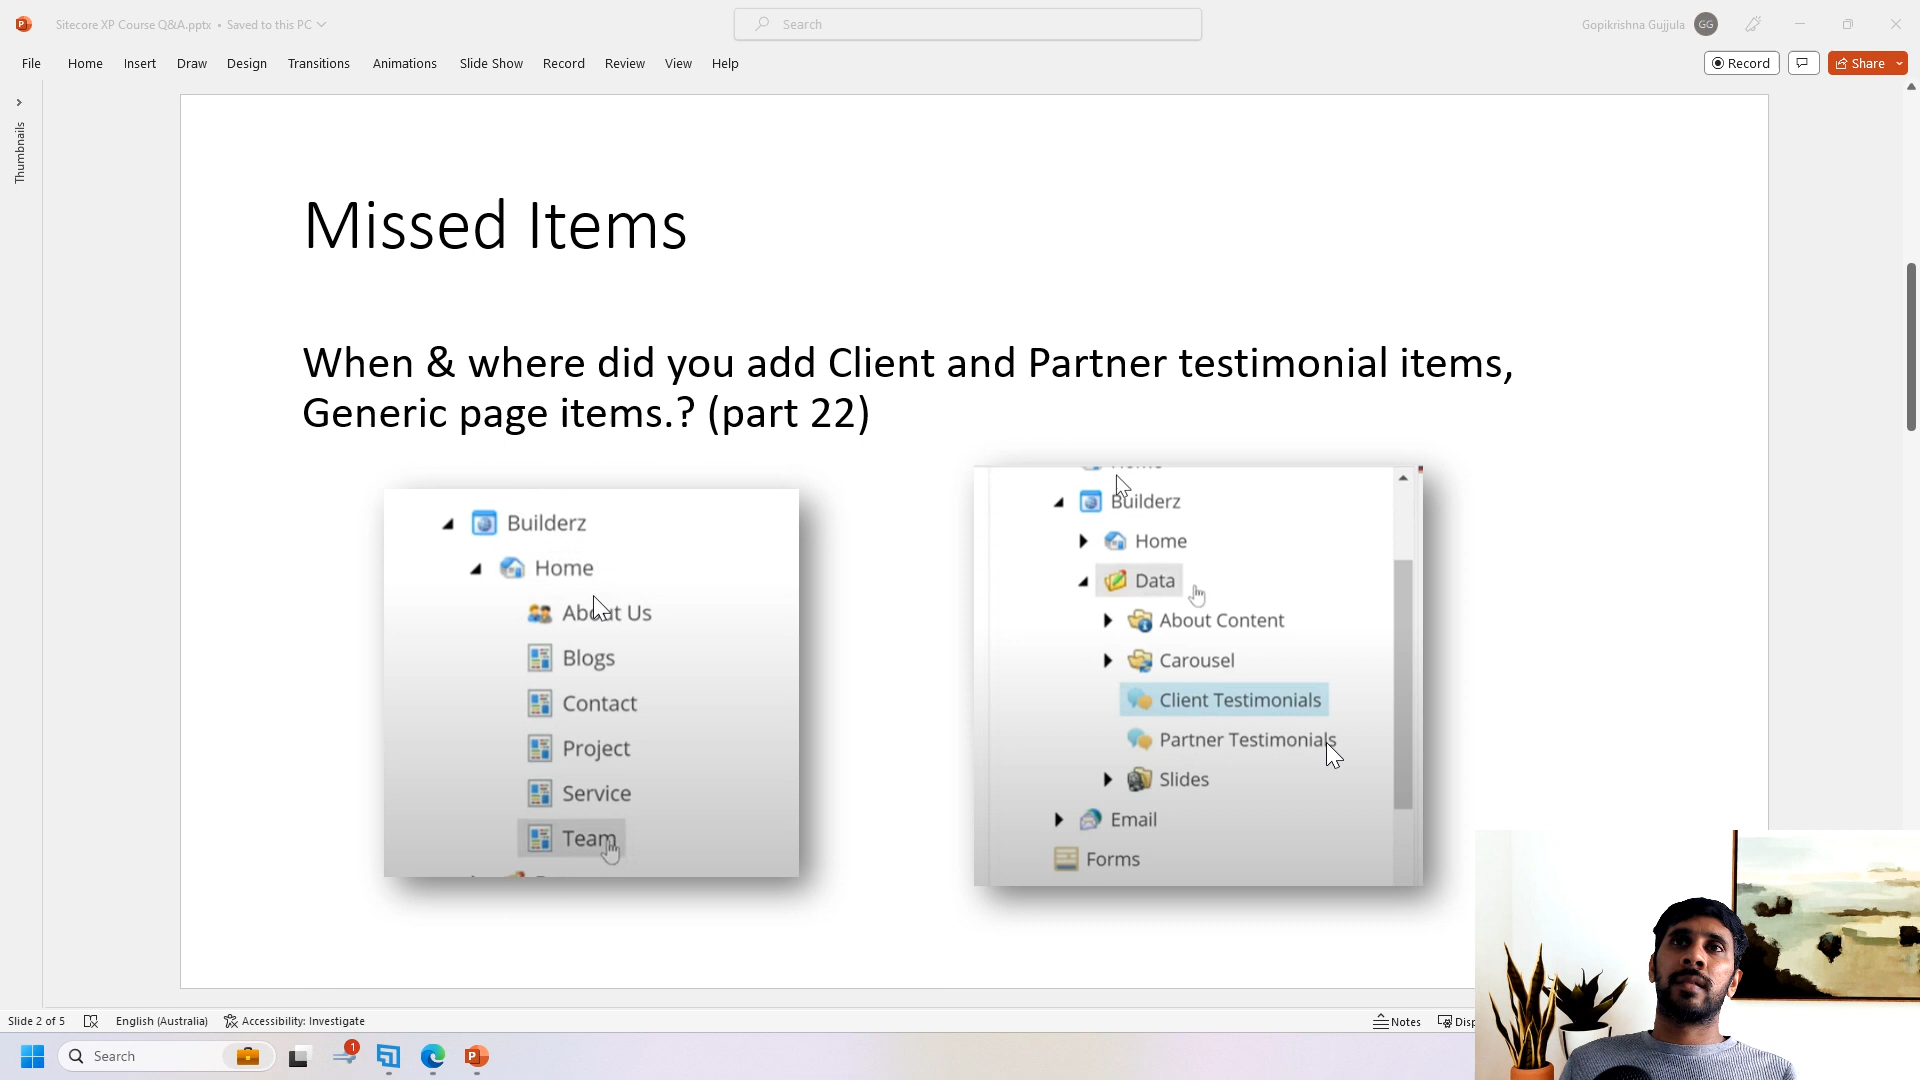 Sitecore XP Course Q&A.pptx • Saved to this PC
Search
Gopikrishna Gujjula
GG
File
Home
Insert
Draw
Design
Transitions
Animations
Slide Show
Record
Review
View
Help
Record
Share
Thumbnails
Missed Items
When & where did you add Client and Partner testimonial items,
Generic page items.? (part 22)
Builderz
Home
About Us
Blogs
Contact
Project
Service
Team
Home
Builderz
Home
Data
About Content
Carousel
Client Testimonials
Partner Testimonials
Slides
Email
Forms
Slide 2 of 5
English (Australia)
Accessibility: Investigate
Notes
Search
1